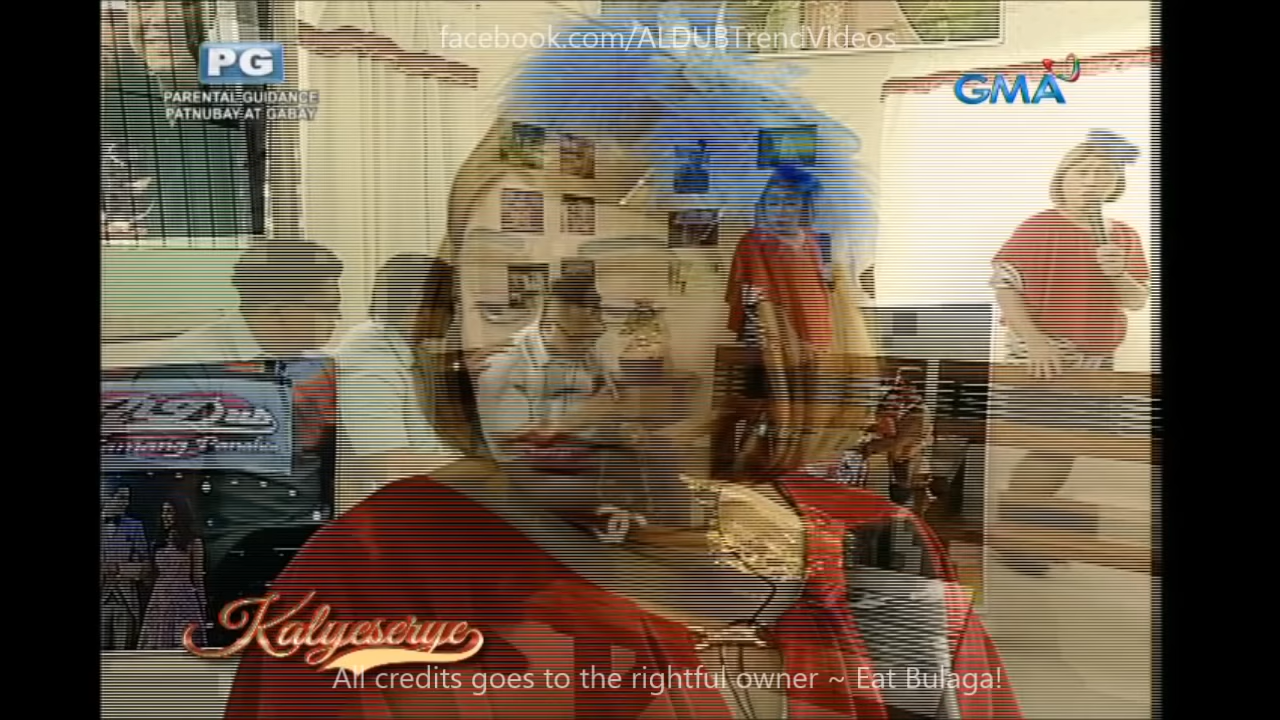 facebook.com/ALDUBTrendVideos
PG
PARENTAL GUIDANCE
PATNUBAY AT GABAY
GMA
Kalyeserye
All credits goes to the rightful owner ~ Eat Bulaga!